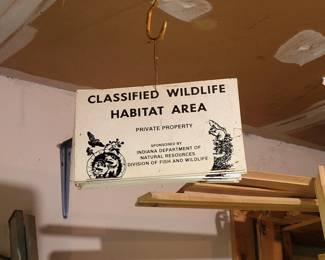 CLASSIFIED WILDLIFE
HABITAT AREA
PRIVATE PROPERTY
SPONSORED BY
INDIANA DEPARTMENT OF
NATURAL RESOURCES
DIVISION OF FISH AND WILDLIFE